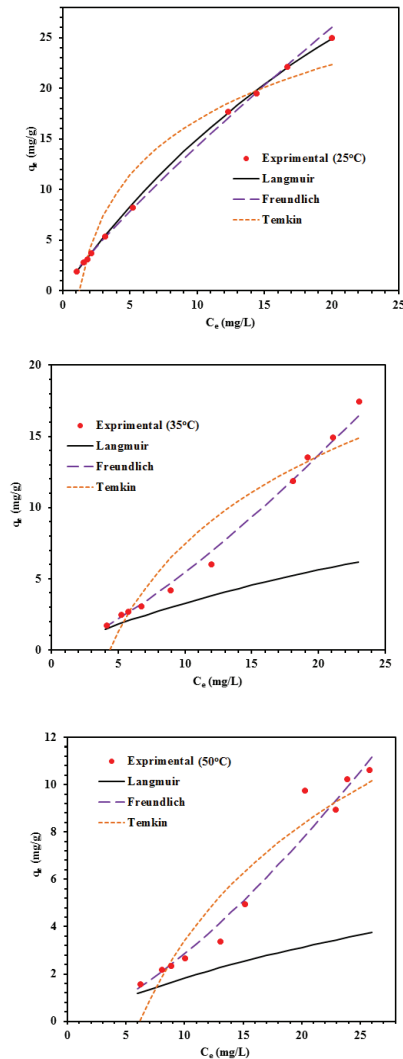 25
20
15
10
5
0
qe (mg/g)
Exprimental (25°C)
Langmuir
Freundlich
Temkin
0 5 10 15 20 25
Ce (mg/L)
20
15
10
5
0
qe (mg/g)
Exprimental (35°C)
Langmuir
Freundlich
Temkin
0 5 10 15 20 25
Ce (mg/L)
12
10
8
6
4
2
0
qe (mg/g)
Exprimental (50°C)
Langmuir
Freundlich
Temkin
0 5 10 15 20 25
Ce (mg/L)